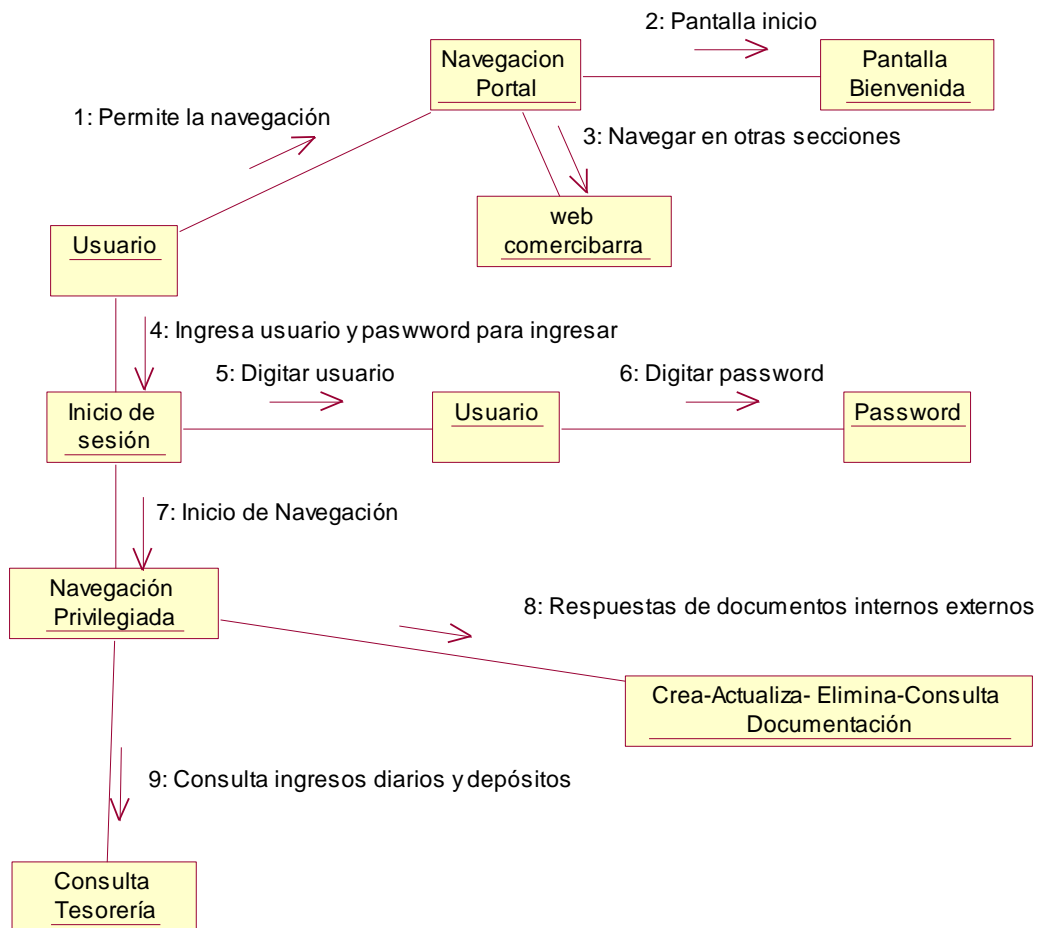 2: Pantalla inicio
Navegacion
Portal
Pantalla
Bienvenida
1: Permite la navegación
3: Navegar en otras secciones
web
comercibarra
Usuario
4: Ingresa usuario y paswword para ingresar
5: Digitar usuario
6: Digitar password
Inicio de
sesión
Usuario
Password
7: Inicio de Navegación
Navegación
Privilegiada
8: Respuestas de documentos internos externos
Crea-Actualiza- Elimina-Consulta
Documentación
9: Consulta ingresos diarios y depósitos
Consulta
Tesorería